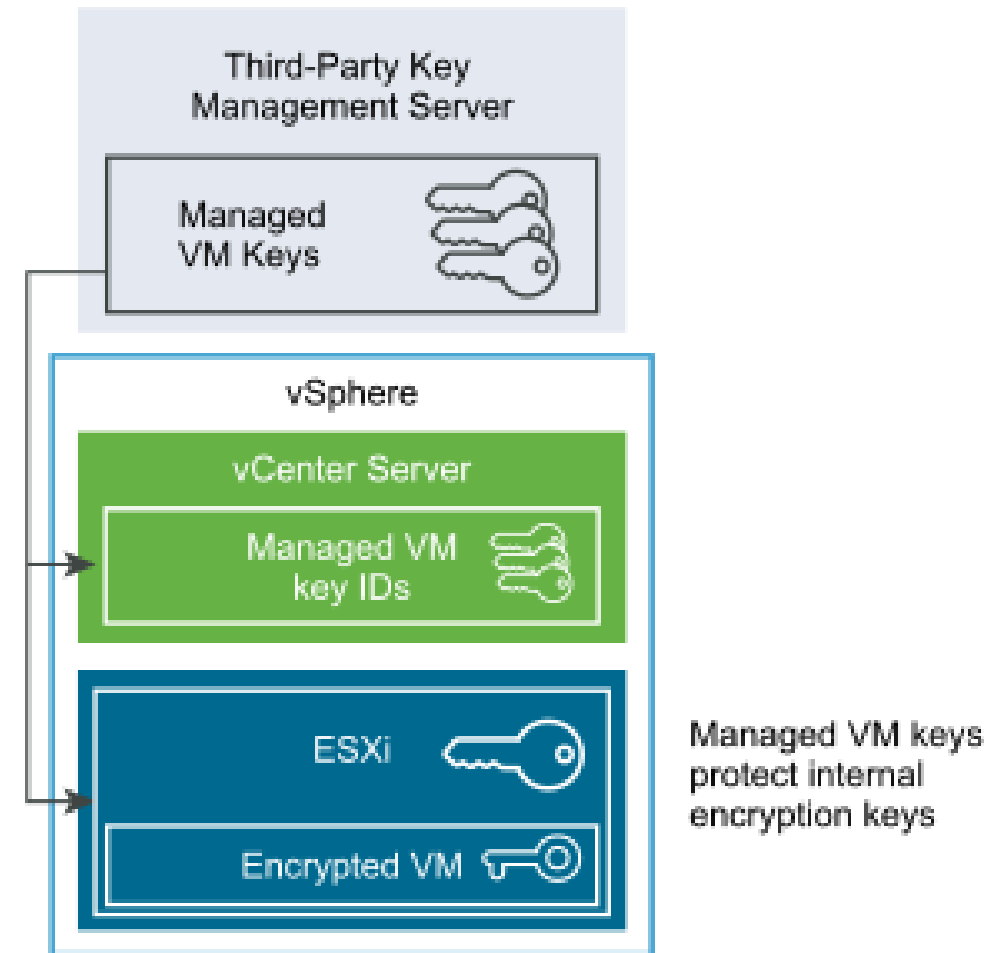 Third-Party Key
Management Server
Managed
VM Keys
vSphere
vCenter Server
Managed VM
key IDs
ESXi
Encrypted VM
Managed VM keys
protect internal
encryption keys